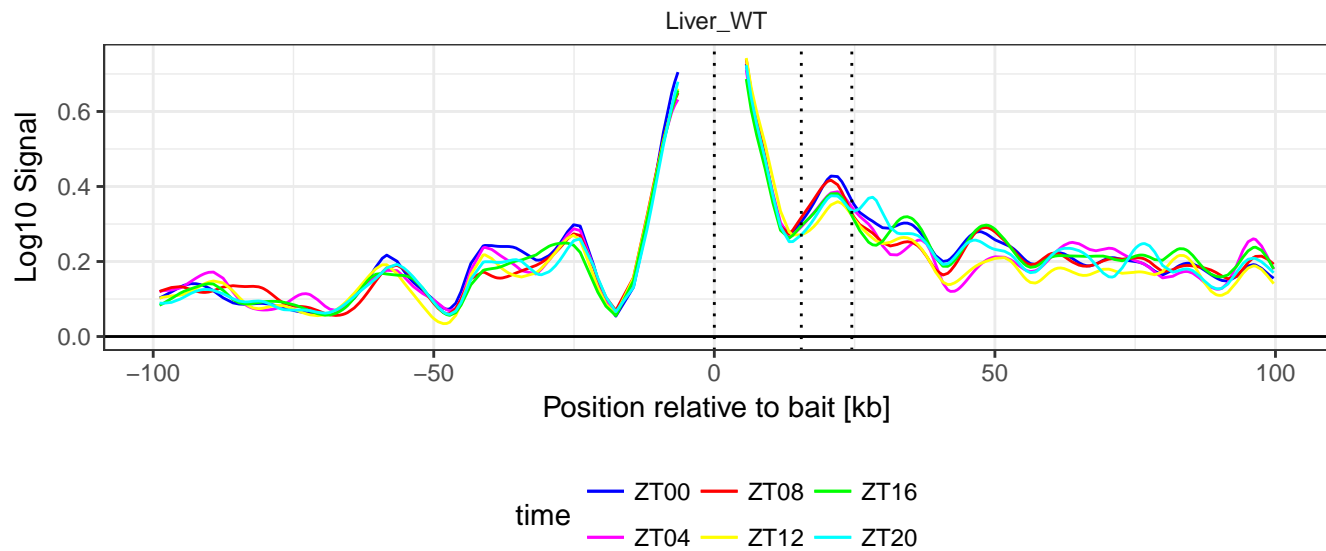 Liver_WT
Log10 Signal
0.6
0.4
0.2
0.0
−100 −50 0 50 100
Position relative to bait [kb]
time
ZT00 ZT08 ZT16
ZT04 ZT12 ZT20